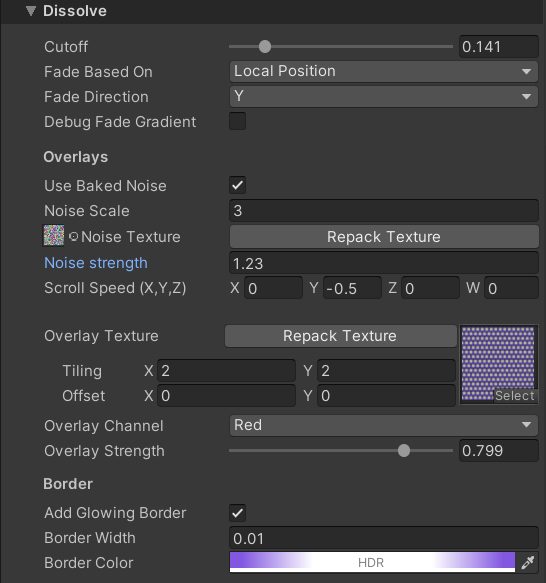 Dissolve
Cutoff 0.141
Fade Based On Local Position
Fade Direction Y
Debug Fade Gradient
Overlays
Use Baked Noise
Noise Scale 3
Noise Texture Repack Texture
Noise strength 1.23
Scroll Speed (X,Y,Z) X 0 Y -0.5 Z 0 W 0
Overlay Texture Repack Texture
Tiling X 2 Y 2
Offset X 0 Y 0
Select
Overlay Channel Red
Overlay Strength 0.799
Border
Add Glowing Border
Border Width 0.01
Border Color HDR